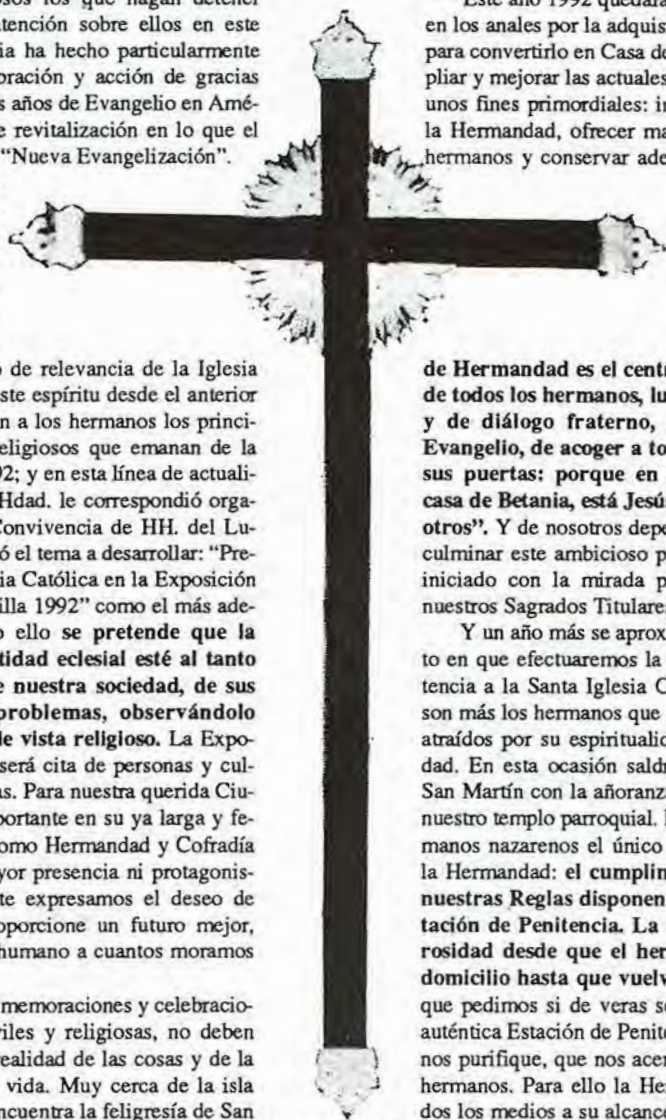 osos los que hagan detener
tención sobre ellos en este
ia ha hecho particularmente
oración y acción de gracias
s años de Evangelio en Amé-
e revitalización en lo que el
“Nueva Evangelización”.
o de relevancia de la Iglesia
ste espíritu desde el anterior
n a los hermanos los princi-
eligiosos que emanan de la
92; y en esta línea de actuali-
Hdad. le correspondió orga-
Convivencia de HH. del Lu-
ó el tema a desarrollar: “Pre-
ia Católica en la Exposición
illa 1992” como el más ade-
o ello se pretende que la
tidad eclesial esté al tanto
e nuestra sociedad, de sus
problemas, observándolo
de vista religioso. La Expo-
será cita de personas y cul-
as. Para nuestra querida Ciu-
portante en su ya larga y fe-
omo Hermandad y Cofradía
yor presencia ni protagonis-
te expresamos el deseo de
oporcione un futuro mejor,
humano a cuantos moramos
memoraciones y celebracio-
viles y religiosas, no deben
realidad de las cosas y de la
vida. Muy cerca de la isla
ncuentra la feligresía de San
Este año 1992 quedará
en los anales por la adquis
para convertirlo en Casa de
pliar y mejorar las actuales
unos fines primordiales: in
la Hermandad, ofrecer ma
hermanos y conservar ade
de Hermandad es el centr
de todos los hermanos, lu
y de diálogo fraterno,
Evangelio, de acoger a to
sus puertas: porque en
casa de Betania, está Jesú
otros”. Y de nosotros depe
culminar este ambicioso p
iniciado con la mirada p
nuestros Sagrados Titulare
Y un año más se aproxi
to en que efectuaremos la
tencia a la Santa Iglesia C
son más los hermanos que
atraídos por su espiritualid
dad. En esta ocasión saldr
San Martín con la añoranz
nuestro templo parroquial.
manos nazarenos el único
la Hermandad: el cumplin
nuestras Reglas disponen
tación de Penitencia. La
rosidad desde que el her
domicilio hasta que vuelv
que pedimos si de veras se
auténtica Estación de Penite
nos purifique, que nos acer
hermanos. Para ello la Her
dos los medios a su alcanc